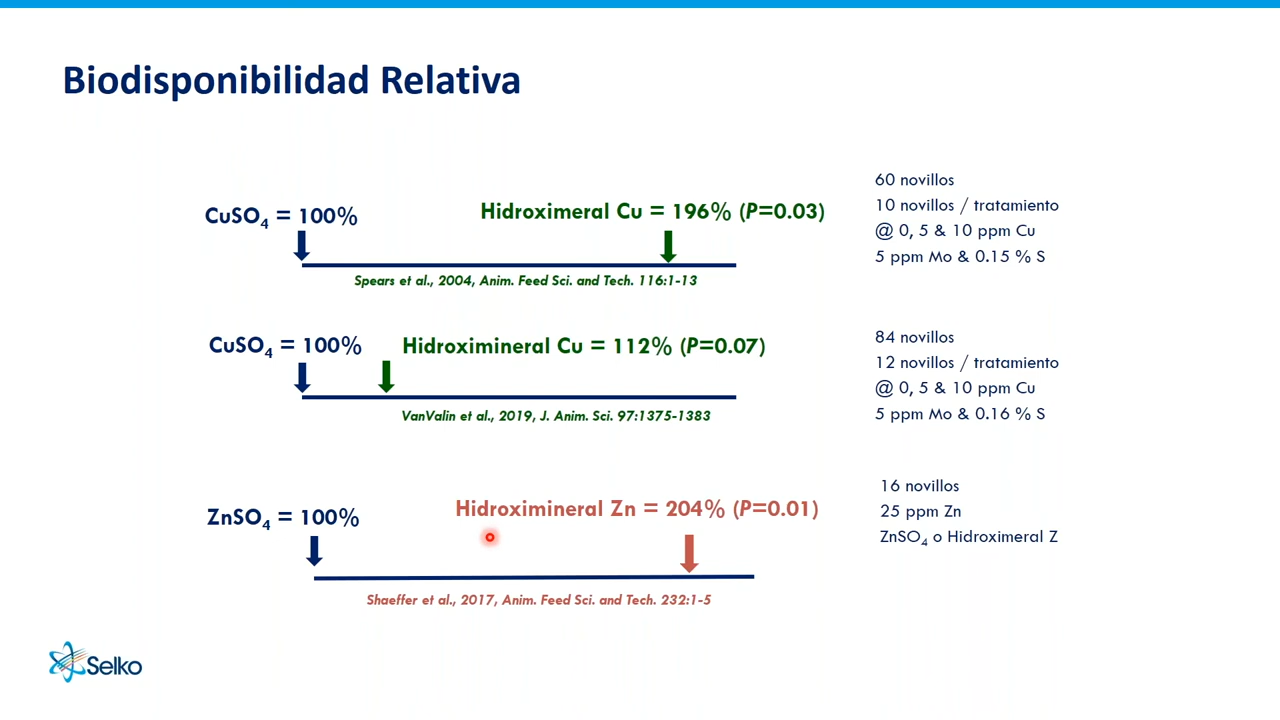 Biodisponibilidad Relativa
CuSO₄ = 100%
Hidroximeral Cu = 196% (P=0.03)
Spears et al., 2004, Anim. Feed Sci. and Tech. 116:1-13
60 novillos
10 novillos / tratamiento
@ 0, 5 & 10 ppm Cu
5 ppm Mo & 0.15 % S
CuSO₄ = 100%
Hidroximineral Cu = 112% (P=0.07)
VanValin et al., 2019, J. Anim. Sci. 97:1375-1383
84 novillos
12 novillos / tratamiento
@ 0, 5 & 10 ppm Cu
5 ppm Mo & 0.16 % S
ZnSO₄ = 100%
Hidroximineral Zn = 204% (P=0.01)
Shaeffer et al., 2017, Anim. Feed Sci. and Tech. 232:1-5
16 novillos
25 ppm Zn
ZnSO₄ o Hidroximeral Z
Selko